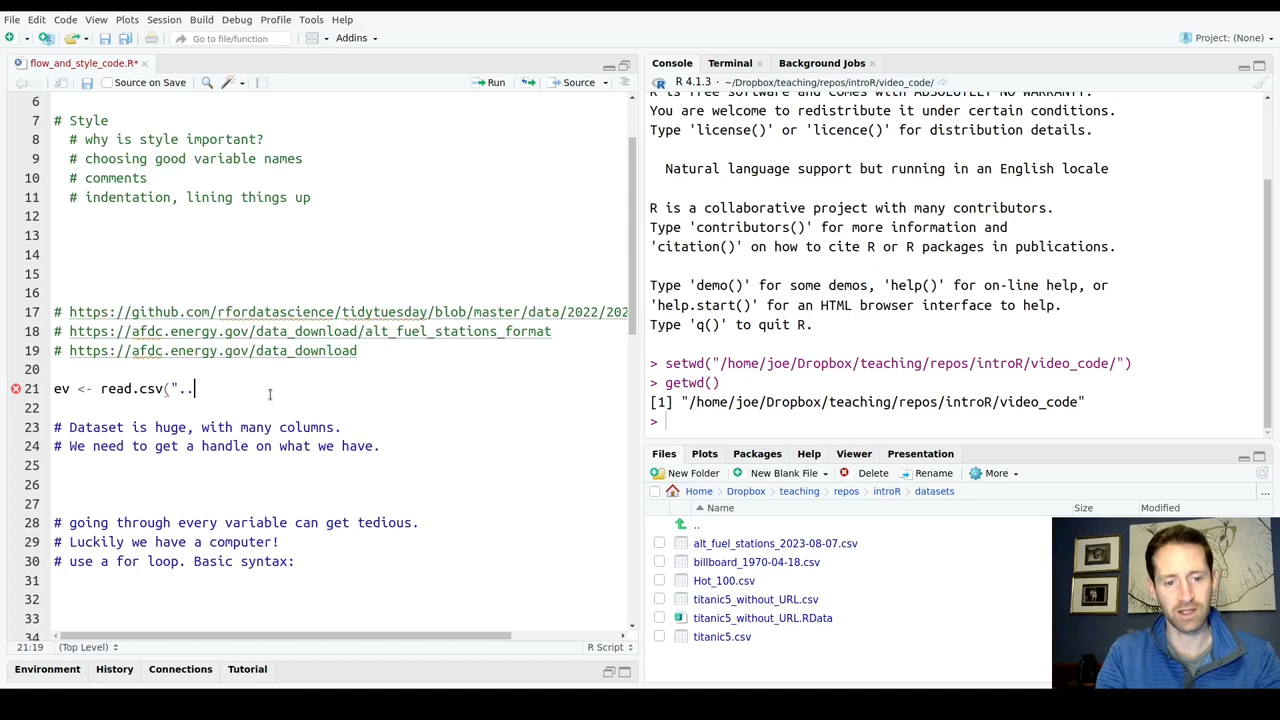 File Edit Code View Plots Session Build Debug Profile Tools Help
Go to file/function Addins Project: (None)
flow_and_style_code.R*
Source on Save Run Source
6
7 # Style
8 # why is style important?
9 # choosing good variable names
10 # comments
11 # indentation, lining things up
12
13
14
15
16
17 # https://github.com/rfordatascience/tidytuesday/blob/master/data/2022/202
18 # https://afdc.energy.gov/data_download/alt_fuel_stations_format
19 # https://afdc.energy.gov/data_download
20
21 ev <- read.csv("..
22
23 # Dataset is huge, with many columns.
24 # We need to get a handle on what we have.
25
26
27
28 # going through every variable can get tedious.
29 # Luckily we have a computer!
30 # use a for loop. Basic syntax:
31
32
33
34
21:19 (Top Level) R Script
Environment History Connections Tutorial
Console Terminal Background Jobs
R 4.1.3 · ~/Dropbox/teaching/repos/introR/video_code/
R is free software and comes with ABSOLUTELY NO WARRANTY.
You are welcome to redistribute it under certain conditions.
Type 'license()' or 'licence()' for distribution details.
Natural language support but running in an English locale
R is a collaborative project with many contributors.
Type 'contributors()' for more information and
'citation()' on how to cite R or R packages in publications.
Type 'demo()' for some demos, 'help()' for on-line help, or
'help.start()' for an HTML browser interface to help.
Type 'q()' to quit R.
> setwd("/home/joe/Dropbox/teaching/repos/introR/video_code/")
> getwd()
[1] "/home/joe/Dropbox/teaching/repos/introR/video_code"
>
Files Plots Packages Help Viewer Presentation
New Folder New Blank File Delete Rename More
Home Dropbox teaching repos introR datasets ...
Name Size Modified
..
alt_fuel_stations_2023-08-07.csv
billboard_1970-04-18.csv
Hot_100.csv
titanic5_without_URL.csv
titanic5_without_URL.RData
titanic5.csv